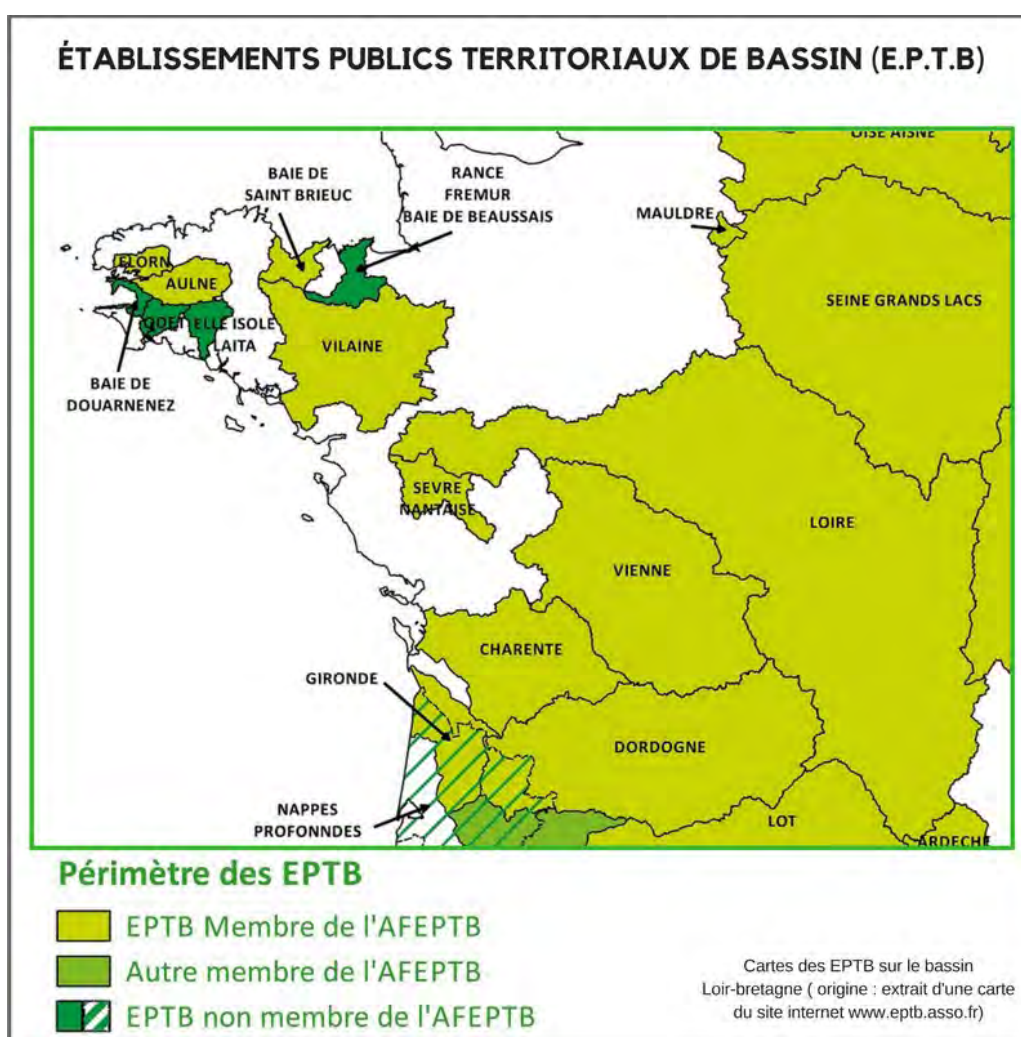 ÉTABLISSEMENTS PUBLICS TERRITORIAUX DE BASSIN (E.P.T.B)
OISE AISNE
BAIE DE
SAINT BRIEUC
RANCE
FREMUR
BAIE DE BEAUSSAIS
MAULDRE
ELORN
AULNE
SEINE GRANDS LACS
ODET
ELLE ISOLE
LAITA
VILAINE
BAIE DE
DOUARNENEZ
SEVRE
NANTAISE
LOIRE
VIENNE
CHARENTE
GIRONDE
DORDOGNE
NAPPES
PROFONNDES
LOT
ARDECHE
Périmètre des EPTB
EPTB Membre de l'AFEPTB
Autre membre de l'AFEPTB
EPTB non membre de l'AFEPTB
Cartes des EPTB sur le bassin
Loir-bretagne ( origine : extrait d'une carte
du site internet www.eptb.asso.fr)